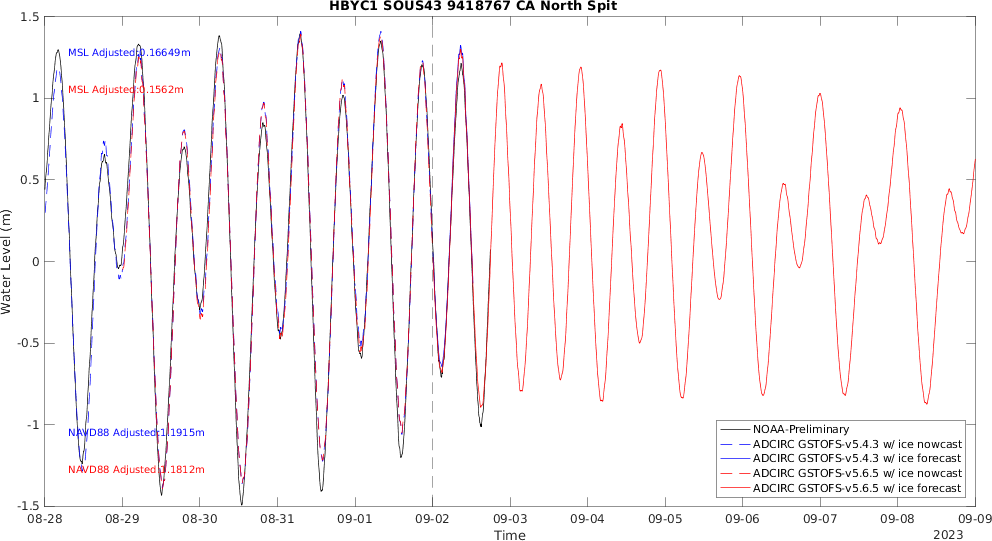 HBYC1 SOUS43 9418767 CA North Spit
1.5
1
0.5
0
-0.5
-1
-1.5
Water Level (m)
MSL Adjusted:0.16649m
MSL Adjusted:0.1562m
NAVD88 Adjusted:1.1915m
NAVD88 Adjusted:1.1812m
NOAA-Preliminary
ADCIRC GSTOFS-v5.4.3 w/ ice nowcast
ADCIRC GSTOFS-v5.4.3 w/ ice forecast
ADCIRC GSTOFS-v5.6.5 w/ ice nowcast
ADCIRC GSTOFS-v5.6.5 w/ ice forecast
08-28 08-29 08-30 08-31 09-01 09-02 09-03 09-04 09-05 09-06 09-07 09-08 09-09
Time
2023